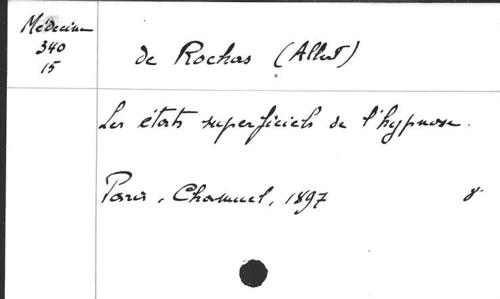 Médecine
340
15
de Rochas (Albert)
Les états superficiels de l'hypnose.
Paris, Chamuel, 1897 8°